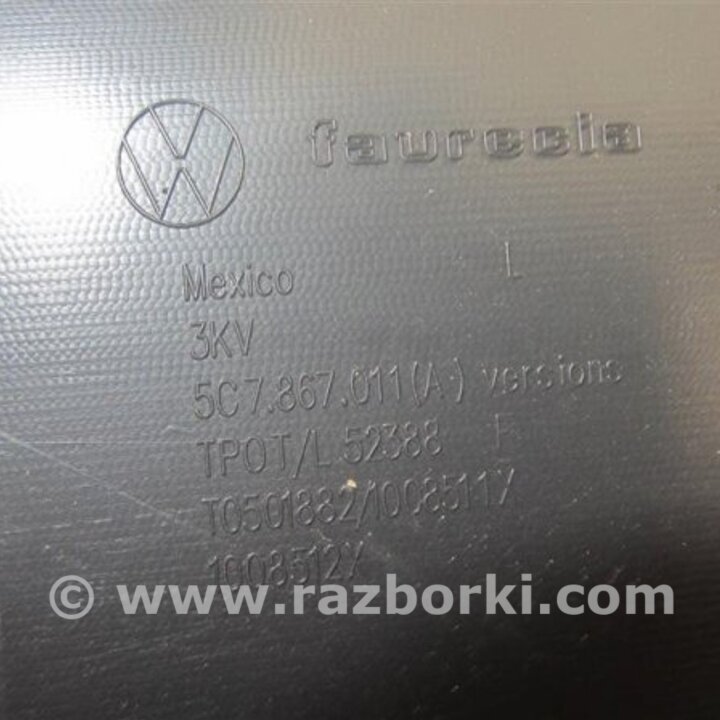 faurecia
Mexico L
3KV
5C7.867.011(A-) versions
TPOT/L 52388 F
T0501882/1008511X
1008512X
© www.razborki.com